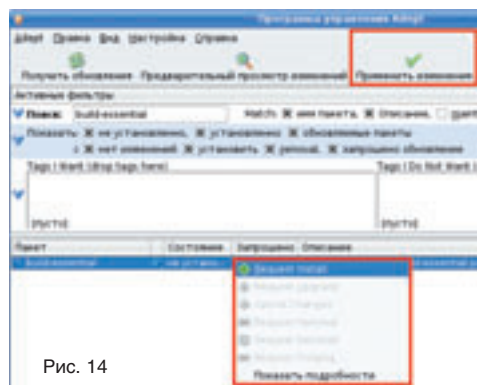 Программа управления Adept
Adept Правка Вид Настройка Справка
Получить обновления Предварительный просмотр изменений Применить изменения
Активные фильтры
Поиск: build-essential Match: имя пакета, Описание,
Показать: не установлено, установлено обновляемые пакеты
с нет изменений установить removal, запрошено обновление
Tags I Want (drop tags here) Tags I Do Not Want (
(пусто) (пусто)
Пакет Состояние Запрошено Описание
build-essential не устано
Request Install
Request Upgrade
Request Removal
Показать подробности
Рис. 14